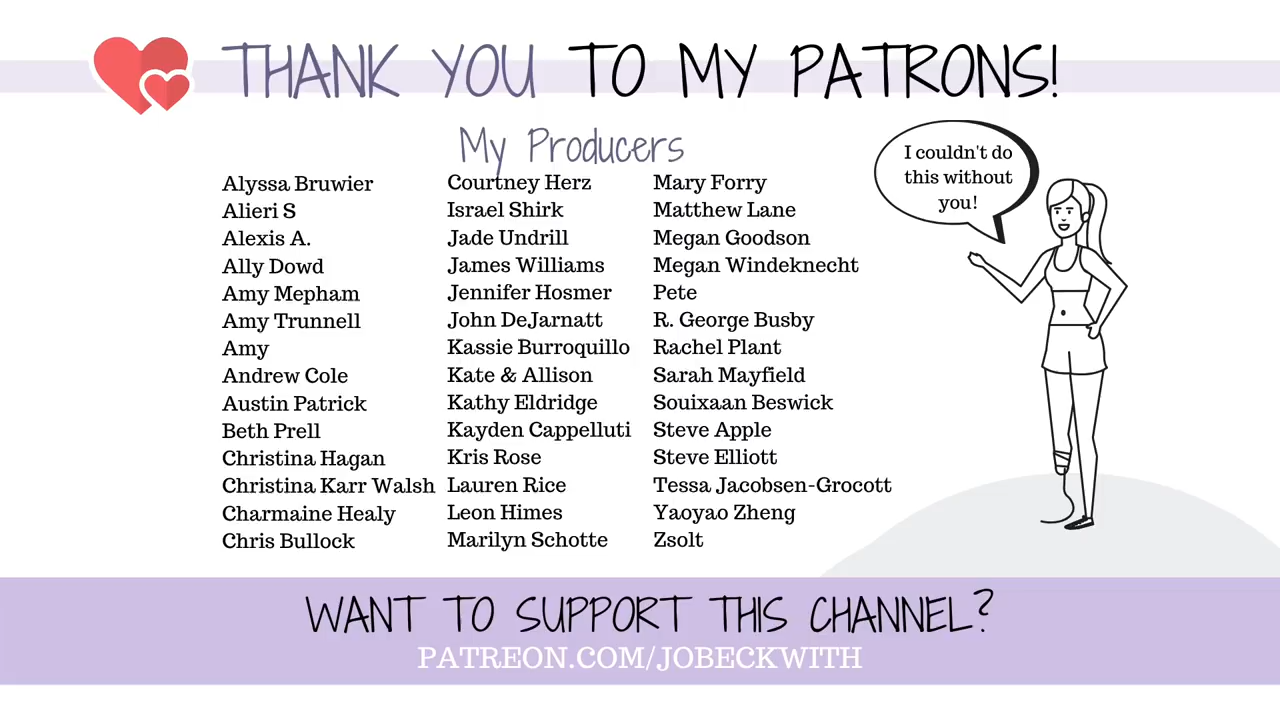 THANK YOU TO MY PATRONS!
My Producers
Alyssa Bruwier
Alieri S
Alexis A.
Ally Dowd
Amy Mepham
Amy Trunnell
Amy
Andrew Cole
Austin Patrick
Beth Prell
Christina Hagan
Christina Karr Walsh
Charmaine Healy
Chris Bullock
Courtney Herz
Israel Shirk
Jade Undrill
James Williams
Jennifer Hosmer
John DeJarnatt
Kassie Burroquillo
Kate & Allison
Kathy Eldridge
Kayden Cappelluti
Kris Rose
Lauren Rice
Leon Himes
Marilyn Schotte
Mary Forry
Matthew Lane
Megan Goodson
Megan Windeknecht
Pete
R. George Busby
Rachel Plant
Sarah Mayfield
Souixaan Beswick
Steve Apple
Steve Elliott
Tessa Jacobsen-Grocott
Yaoyao Zheng
Zsolt
I couldn't do
this without
you!
WANT TO SUPPORT THIS CHANNEL?
PATREON.COM/JOBECKWITH